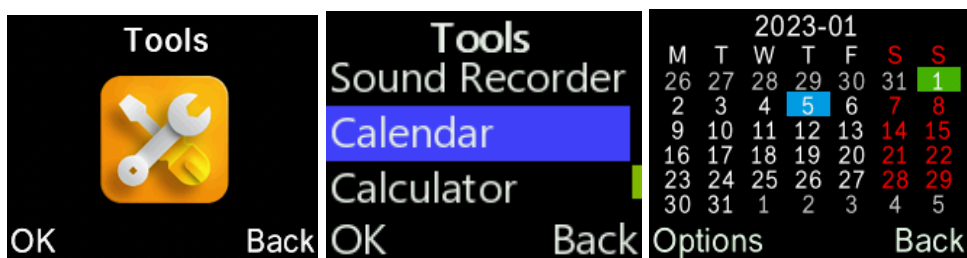 Tools
OK Back
Tools
Sound Recorder
Calendar
Calculator
OK Back
2023-01
M T W T F S S
26 27 28 29 30 31 1
2 3 4 5 6 7 8
9 10 11 12 13 14 15
16 17 18 19 20 21 22
23 24 25 26 27 28 29
30 31 1 2 3 4 5
Options Back